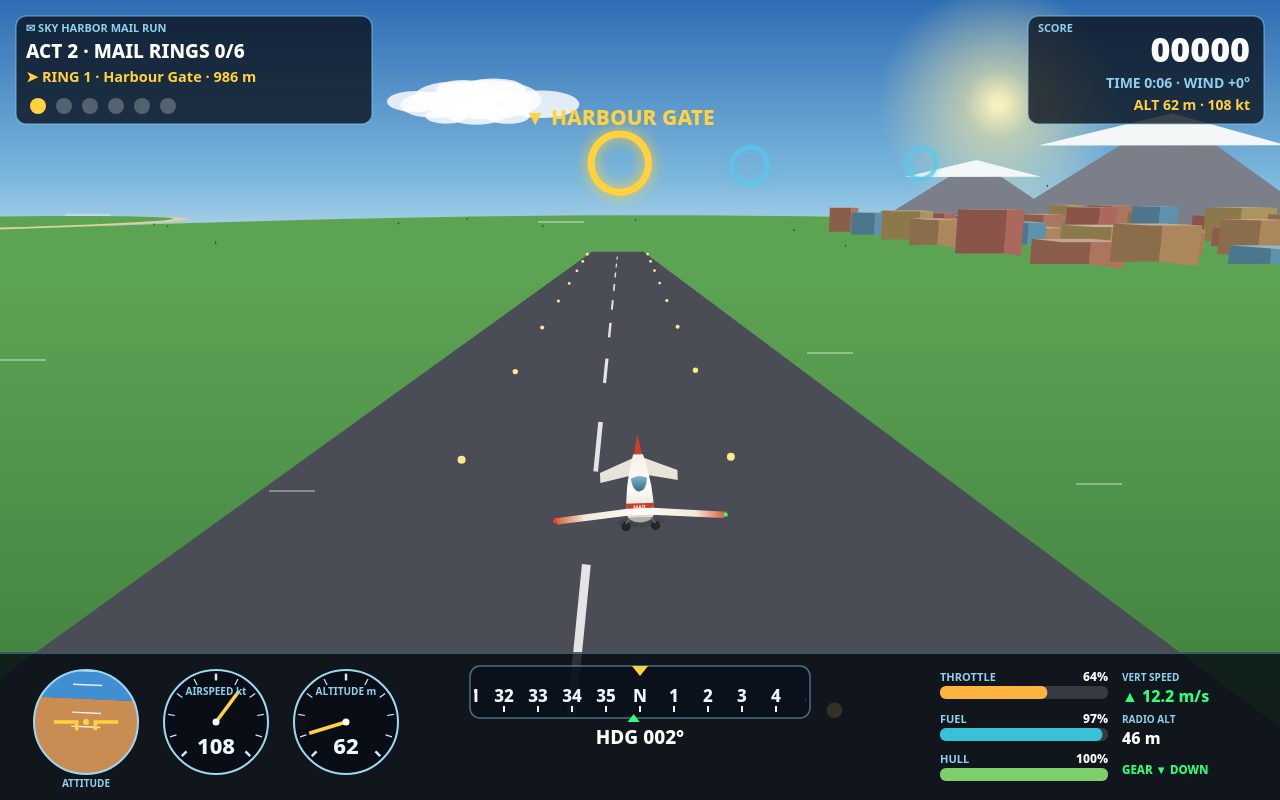 ✉ SKY HARBOR MAIL RUN
ACT 2 · MAIL RINGS 0/6
➤ RING 1 · Harbour Gate · 986 m
SCORE
00000
TIME 0:06 · WIND +0°
ALT 62 m · 108 kt
▼ HARBOUR GATE
MAIL
ATTITUDE
AIRSPEED kt
108
ALTITUDE m
62
32 33 34 35 N 1 2 3 4
HDG 002°
THROTTLE 64%
FUEL 97%
HULL 100%
VERT SPEED
▲ 12.2 m/s
RADIO ALT
46 m
GEAR ▼ DOWN